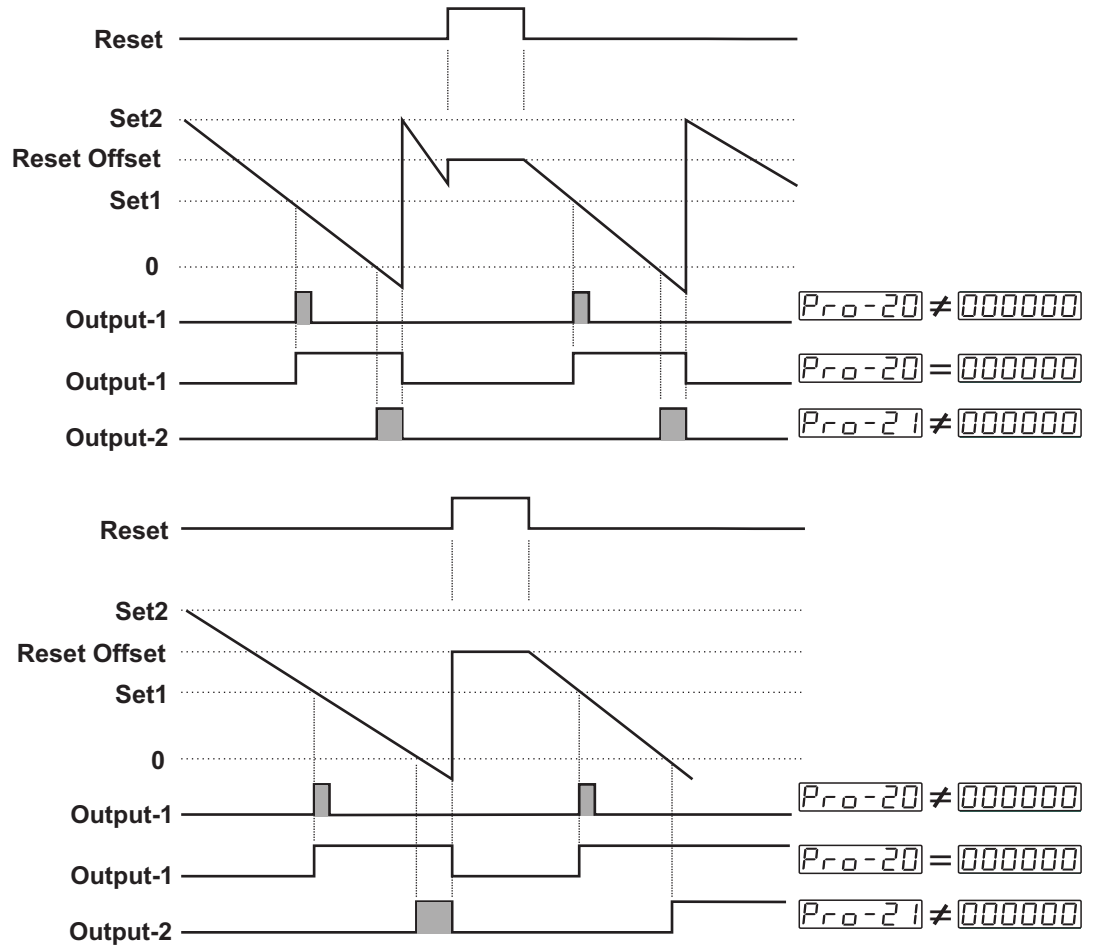 Reset
Set2
Reset Offset
Set1
0
Output-1 Pro-20 ≠ 000000
Output-1 Pro-20 = 000000
Output-2 Pro-21 ≠ 000000
Reset
Set2
Reset Offset
Set1
0
Output-1 Pro-20 ≠ 000000
Output-1 Pro-20 = 000000
Output-2 Pro-21 ≠ 000000